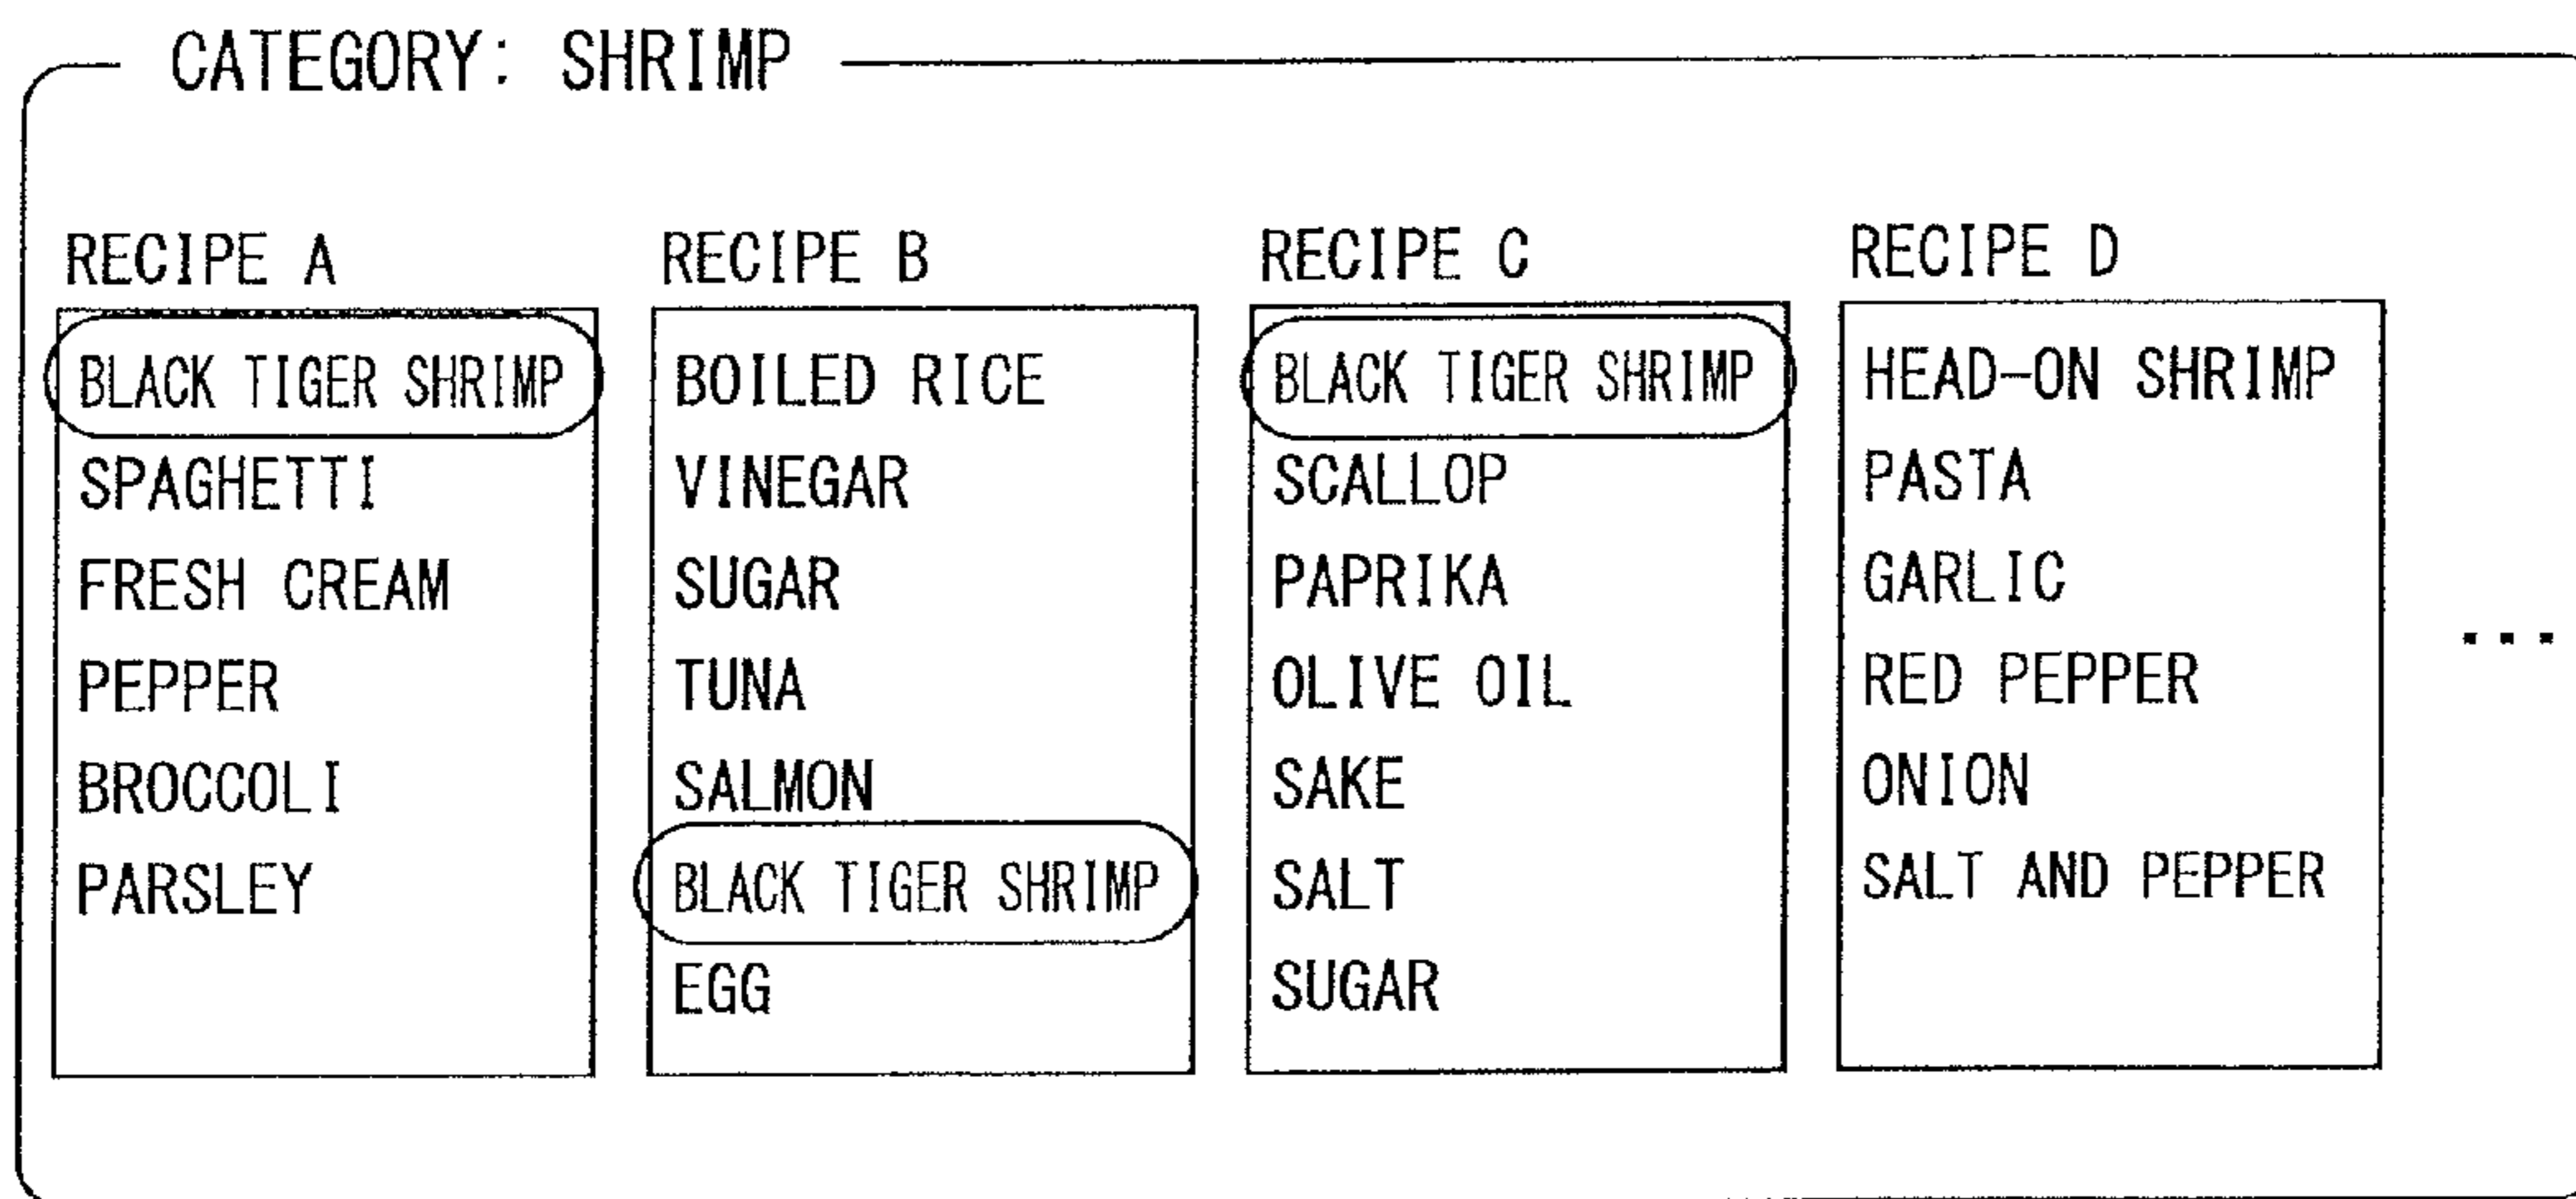 CATEGORY: SHRIMP
RECIPE A
BLACK TIGER SHRIMP
SPAGHETTI
FRESH CREAM
PEPPER
BROCCOLI
PARSLEY
RECIPE B
BOILED RICE
VINEGAR
SUGAR
TUNA
SALMON
BLACK TIGER SHRIMP
EGG
RECIPE C
BLACK TIGER SHRIMP
SCALLOP
PAPRIKA
OLIVE OIL
SAKE
SALT
SUGAR
RECIPE D
HEAD-ON SHRIMP
PASTA
GARLIC
RED PEPPER
ONION
SALT AND PEPPER
...